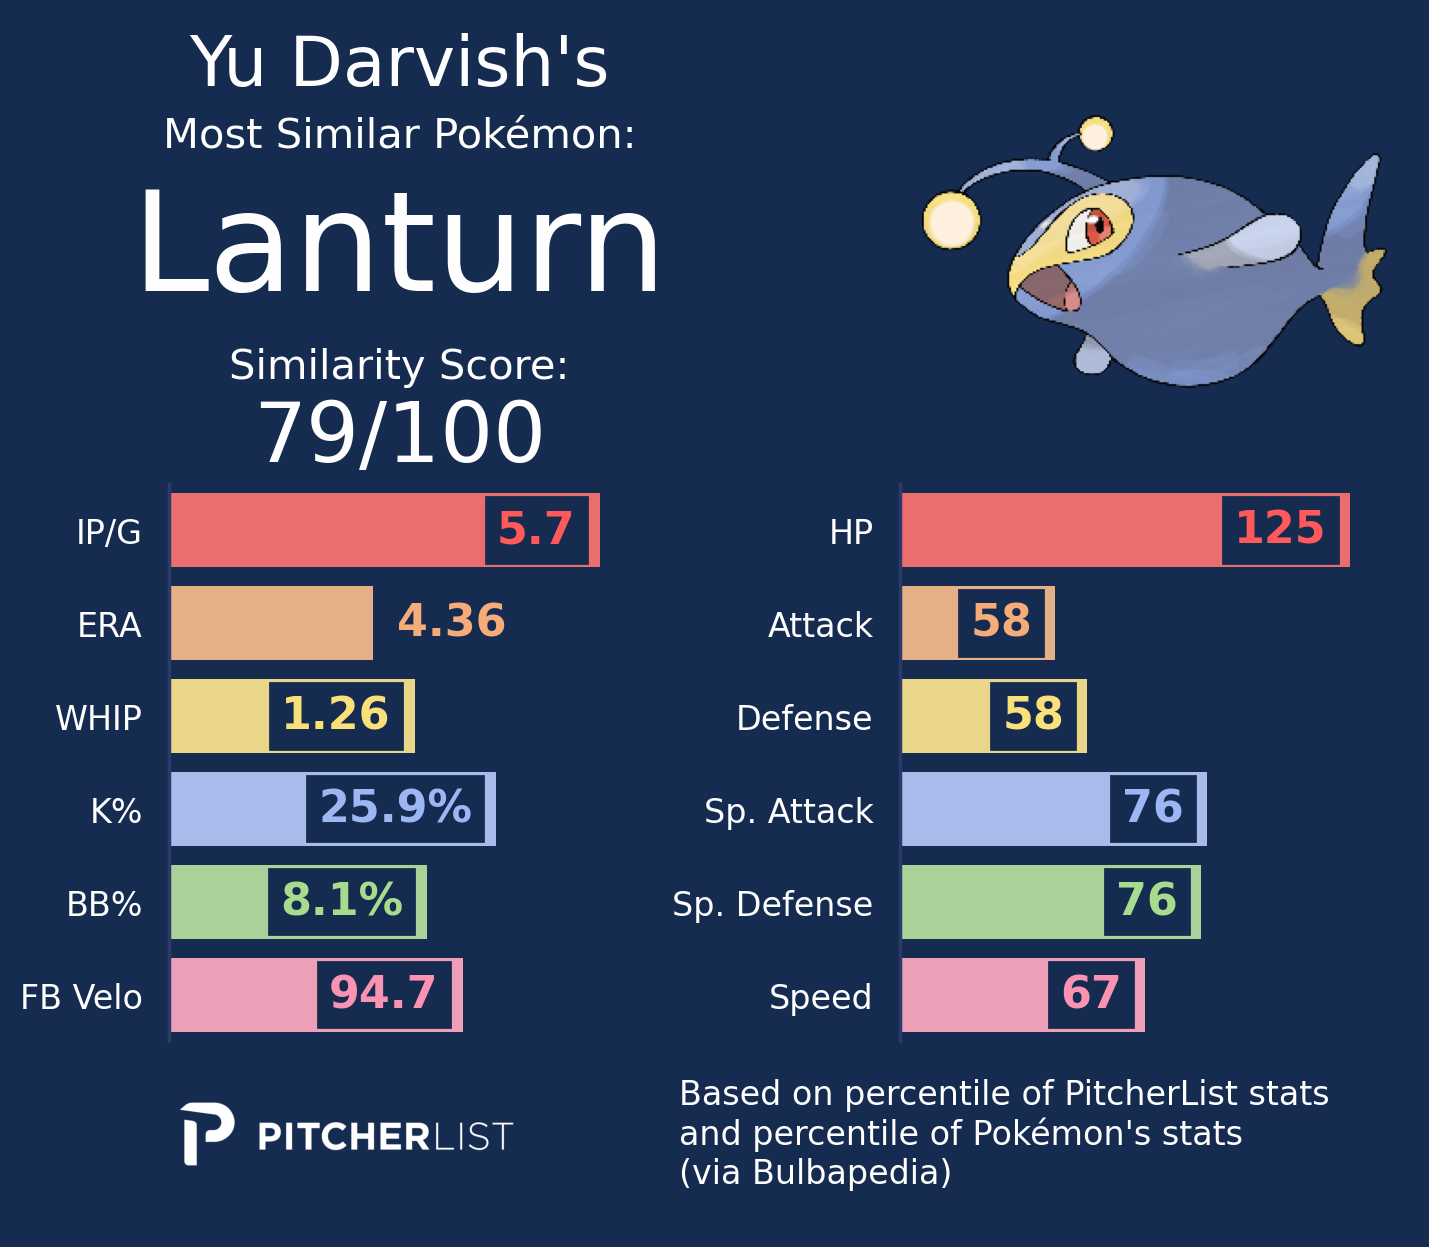 Yu Darvish's
Most Similar Pokémon:
Lanturn
Similarity Score:
79/100
IP/G 5.7
ERA 4.36
WHIP 1.26
K% 25.9%
BB% 8.1%
FB Velo 94.7
HP 125
Attack 58
Defense 58
Sp. Attack 76
Sp. Defense 76
Speed 67
PITCHERLIST
Based on percentile of PitcherList stats
and percentile of Pokémon's stats
(via Bulbapedia)